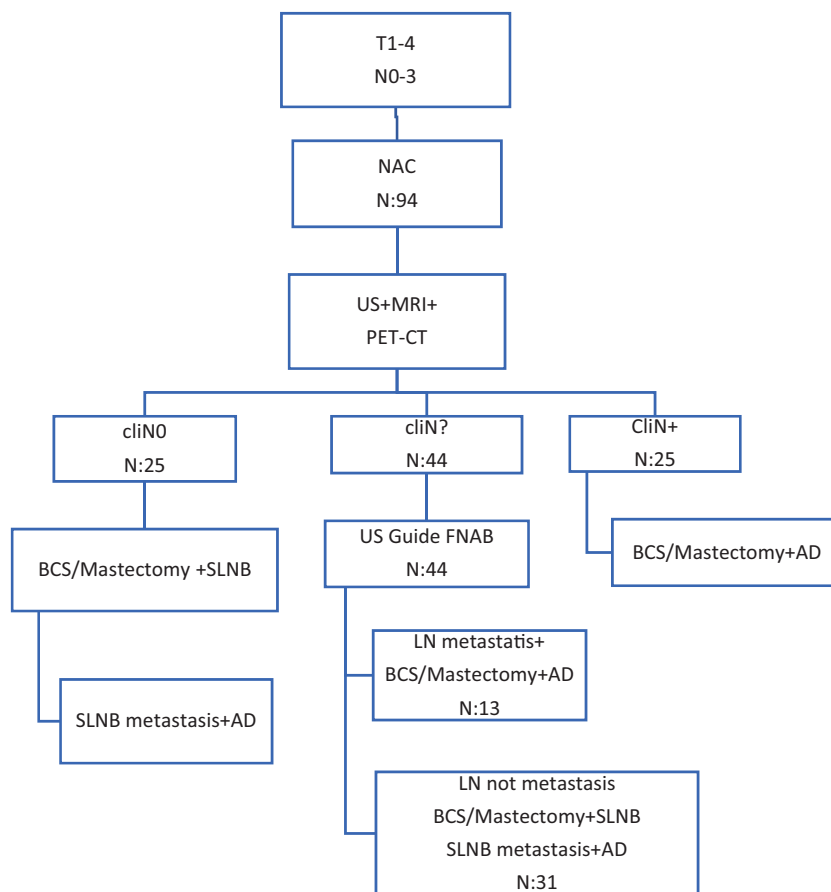 T1-4
N0-3
NAC
N:94
US+MRI+
PET-CT
cliN0
N:25
cliN?
N:44
CliN+
N:25
BCS/Mastectomy +SLNB
US Guide FNAB
N:44
BCS/Mastectomy+AD
LN metastatis+
BCS/Mastectomy+AD
N:13
SLNB metastasis+AD
LN not metastasis
BCS/Mastectomy+SLNB
SLNB metastasis+AD
N:31